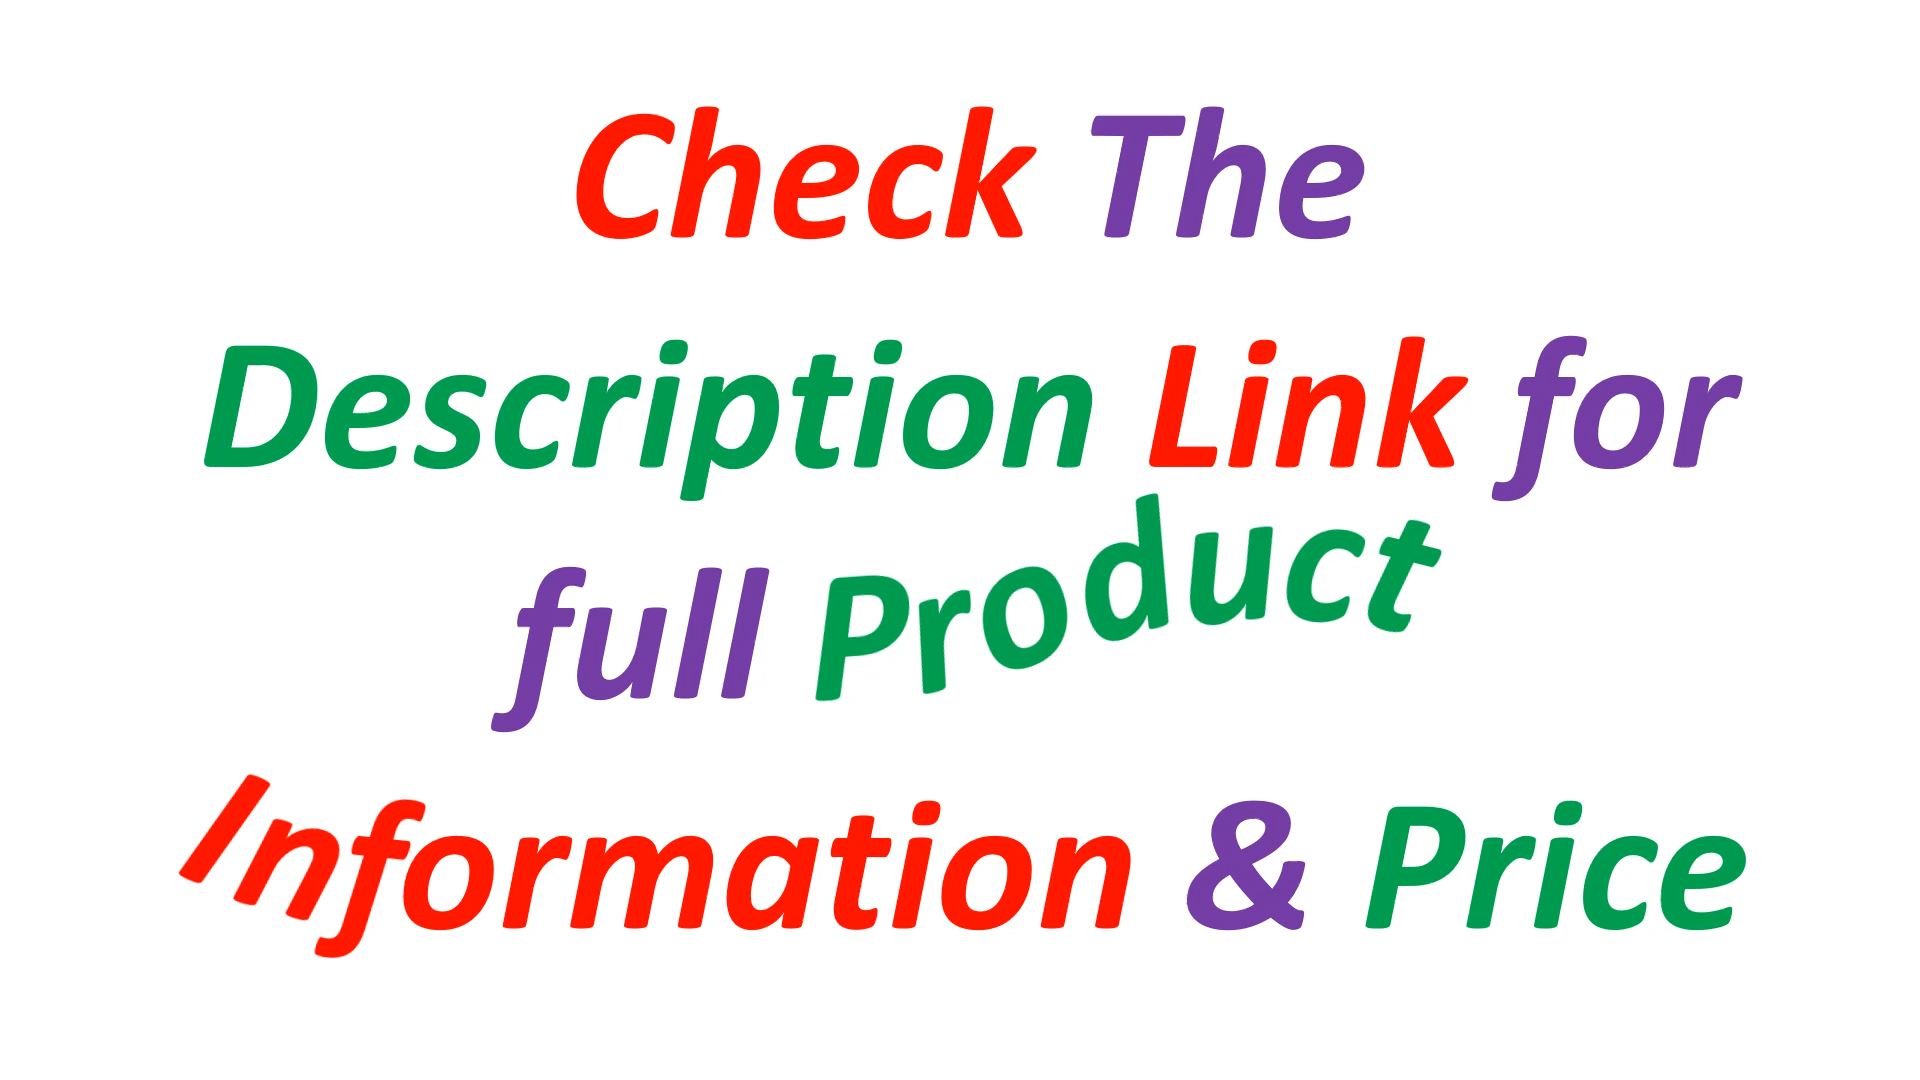 Check The
Description Link for
full Product
Information & Price